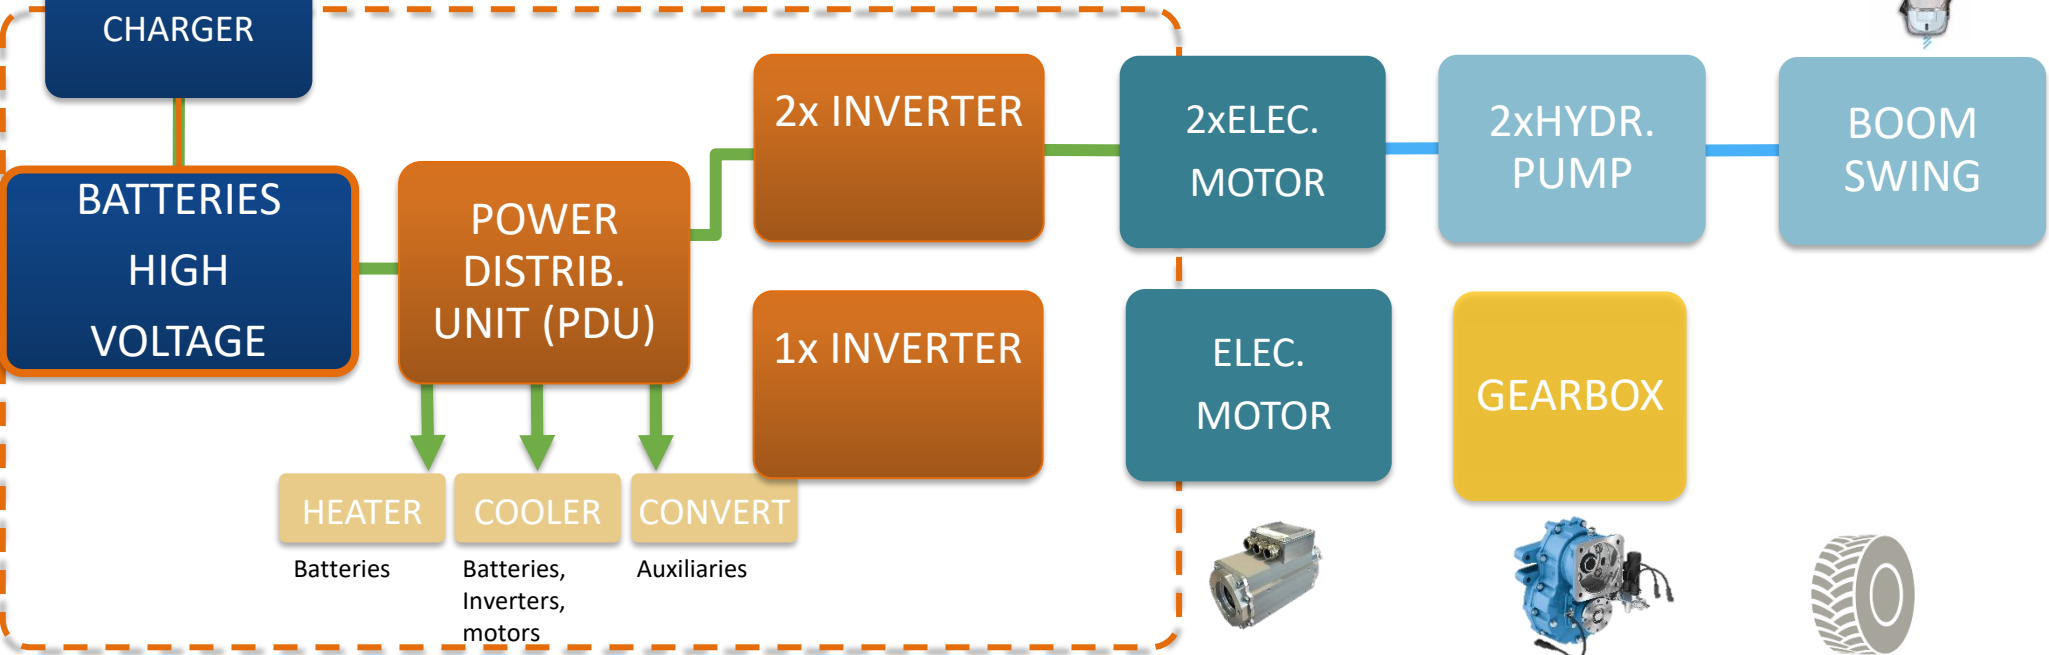 CHARGER
BATTERIES
HIGH
VOLTAGE
POWER
DISTRIB.
UNIT (PDU)
2x INVERTER
2xELEC.
MOTOR
2xHYDR.
PUMP
BOOM
SWING
1x INVERTER
ELEC.
MOTOR
GEARBOX
HEATER
COOLER
CONVERT
Batteries
Batteries,
Inverters,
motors
Auxiliaries